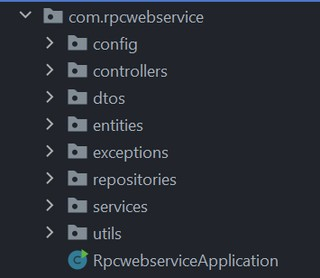 com.rpcwebservice
config
controllers
dtos
entities
exceptions
repositories
services
utils
RpcwebserviceApplication